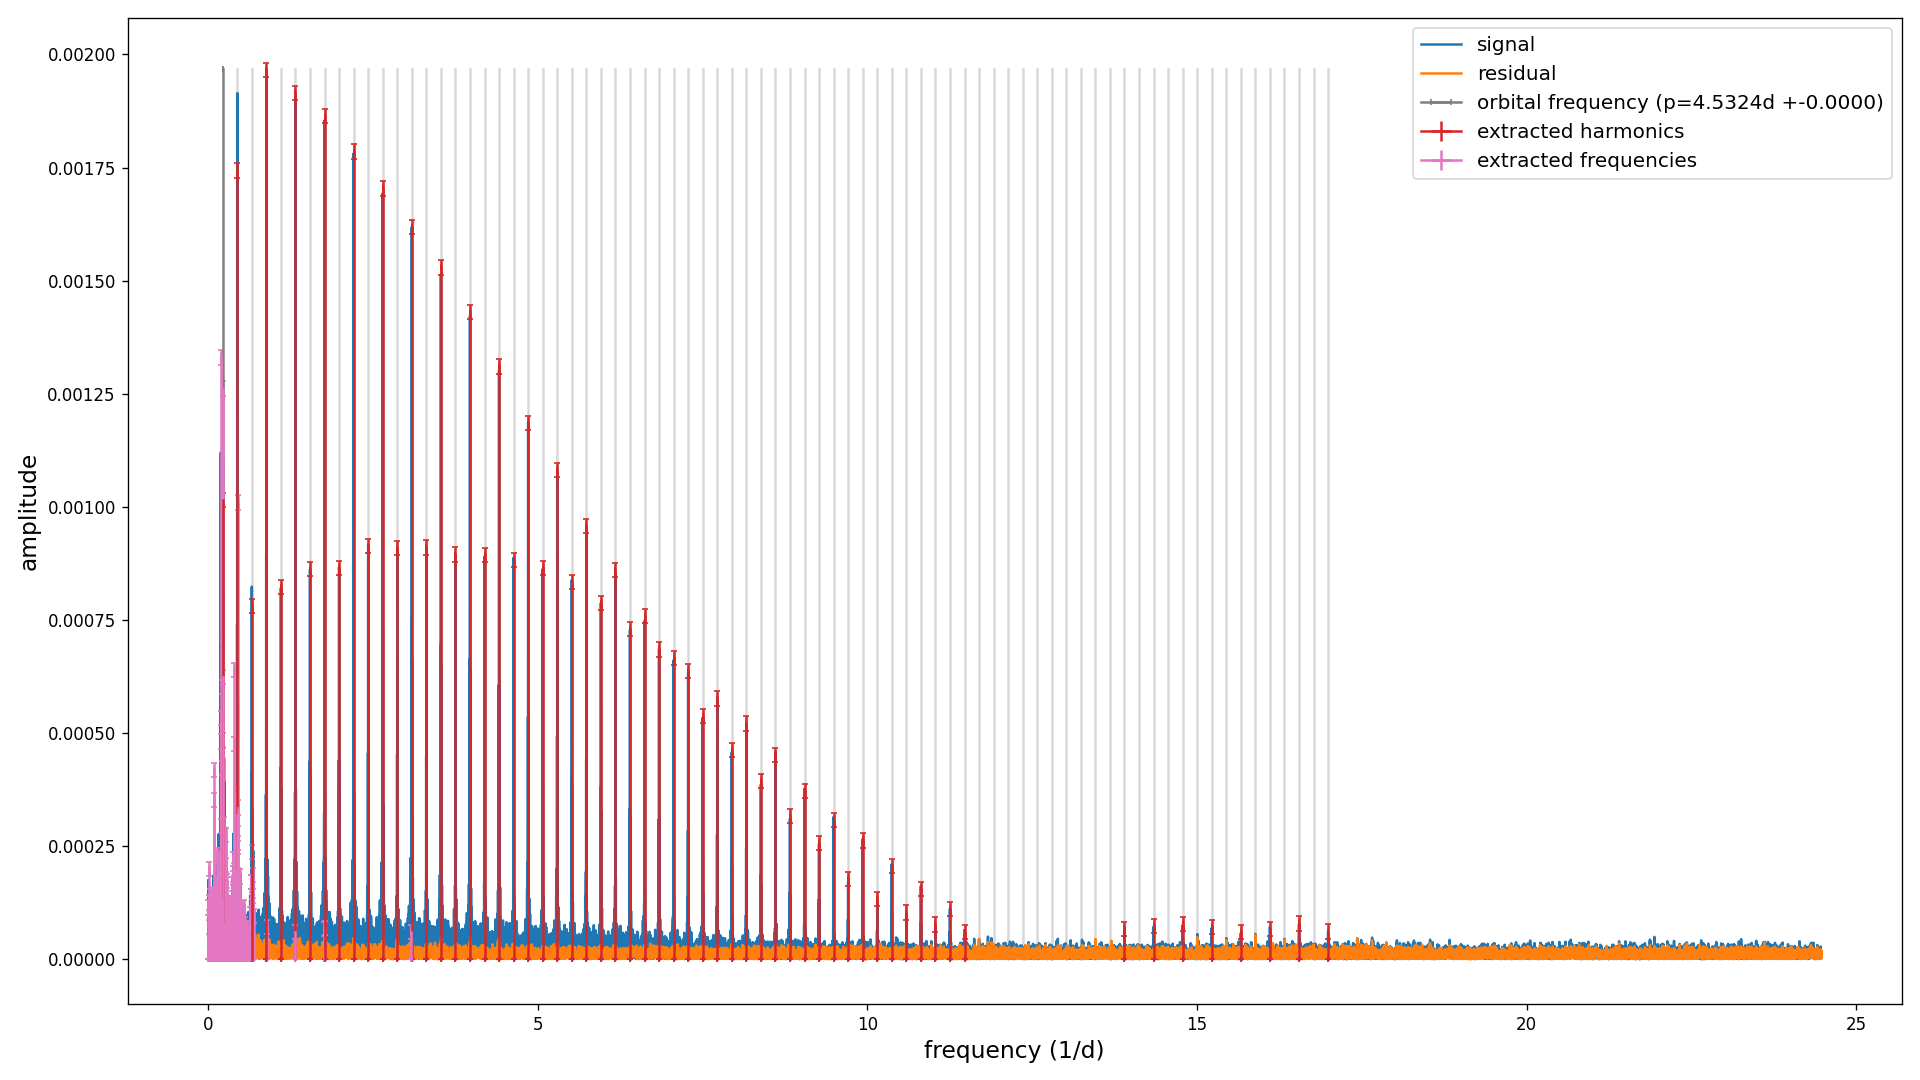 0.00200
0.00175
0.00150
0.00125
0.00100
0.00075
0.00050
0.00025
0.00000
amplitude
0 5 10 15 20 25
frequency (1/d)
signal
residual
orbital frequency (p=4.5324d +-0.0000)
extracted harmonics
extracted frequencies